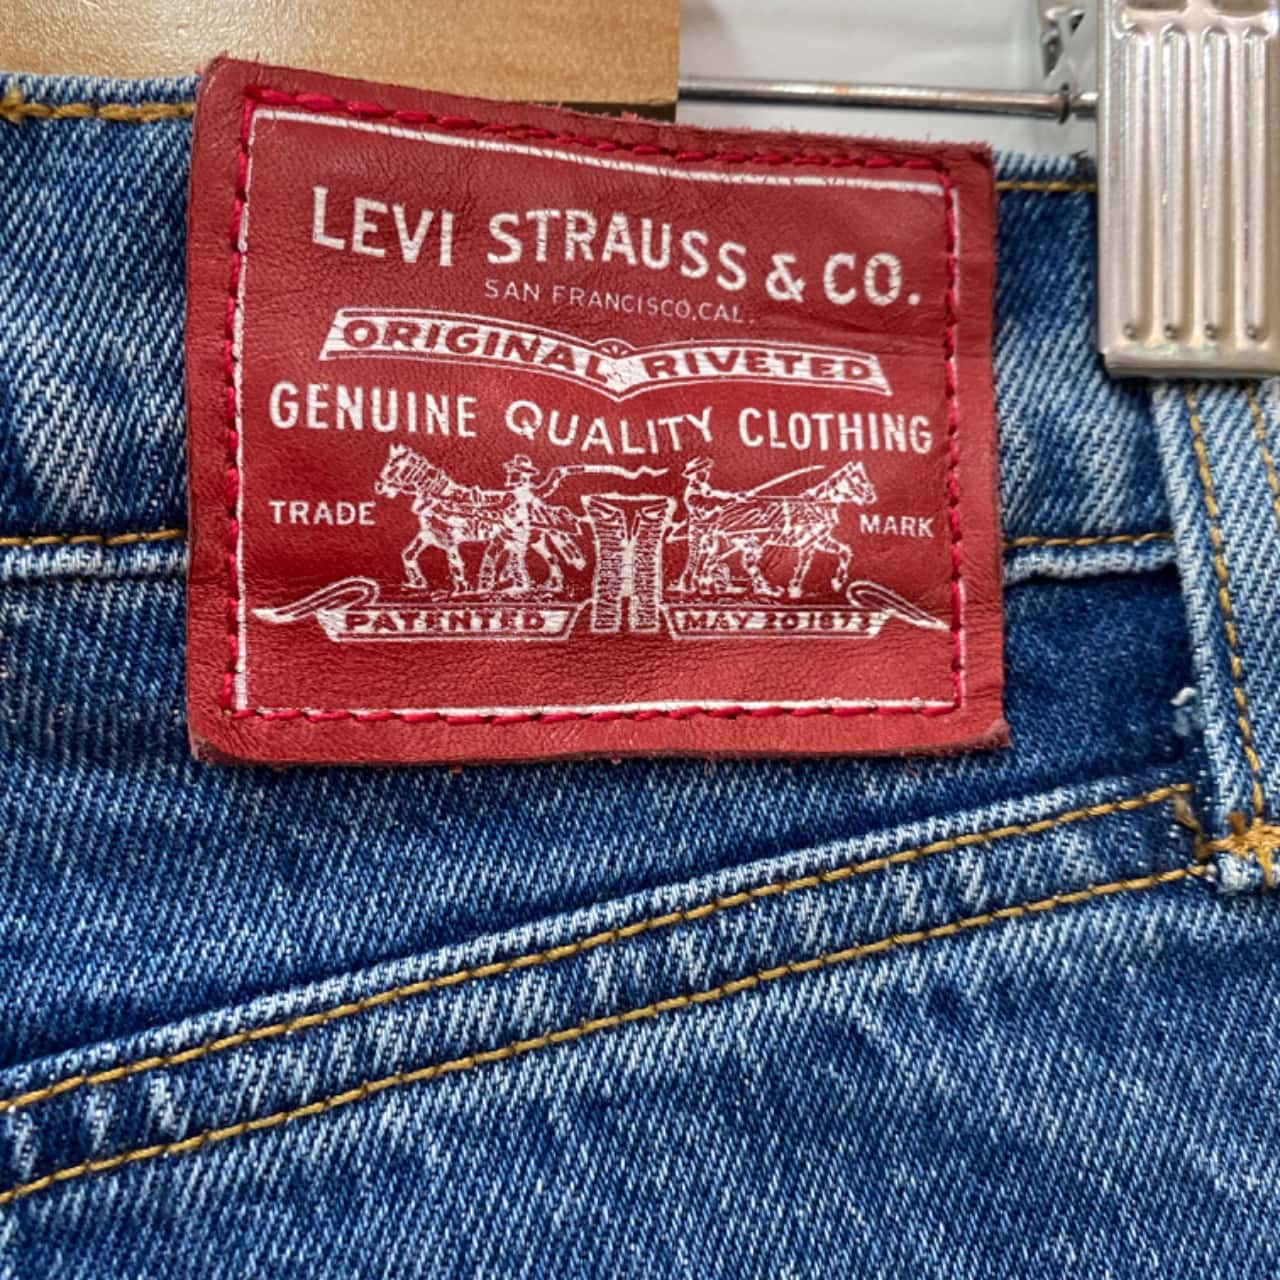 LEVI STRAUSS & CO.
SAN FRANCISCO, CAL.
ORIGINAL RIVETED
GENUINE QUALITY CLOTHING
TRADE MARK
PATENTED MAY 20 1873